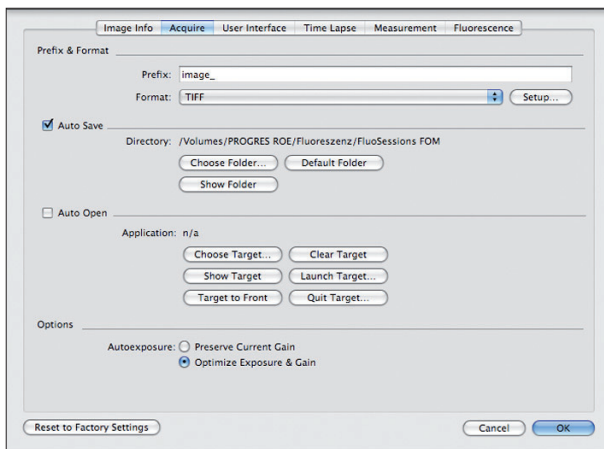 Image Info Acquire User Interface Time Lapse Measurement Fluorescence
Prefix & Format
Prefix: image_
Format: TIFF Setup...
Auto Save
Directory: /Volumes/PROGRES ROE/Fluoreszenz/FluoSessions FOM
Choose Folder... Default Folder
Show Folder
Auto Open
Application: n/a
Choose Target... Clear Target
Show Target Launch Target...
Target to Front Quit Target...
Options
Autoexposure: Preserve Current Gain
Optimize Exposure & Gain
Reset to Factory Settings Cancel OK